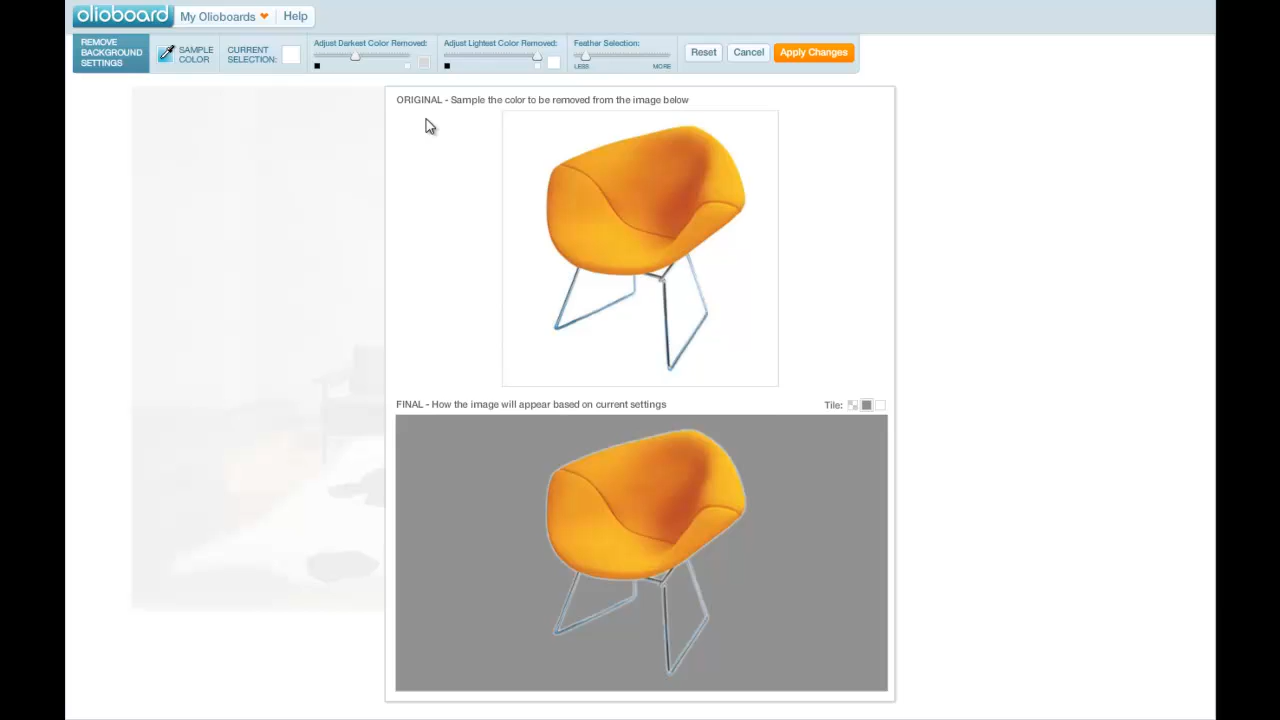 olioboard My Olioboards Help
REMOVE
BACKGROUND
SETTINGS
SAMPLE
COLOR
CURRENT
SELECTION:
Adjust Darkest Color Removed:
Adjust Lightest Color Removed:
Feather Selection:
LESS MORE
Reset Cancel Apply Changes
ORIGINAL - Sample the color to be removed from the image below
FINAL - How the image will appear based on current settings
Tile: